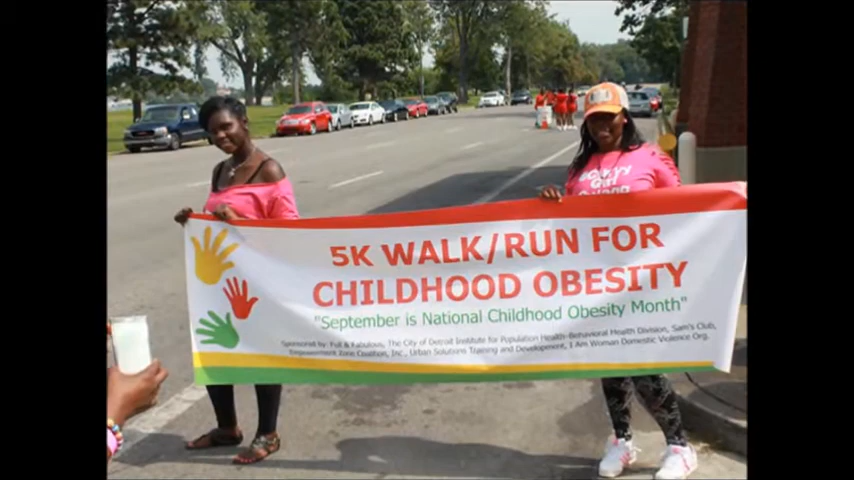 5K WALK/RUN FOR
CHILDHOOD OBESITY
"September is National Childhood Obesity Month"
Sponsored by: Full & Fabulous, The City of Detroit Institute for Population Health-Behavioral Health Division, Sam's Club,
Empowerment Zone Coalition, Inc., Urban Solutions Training and Development, I Am Woman Domestic Violence Org.